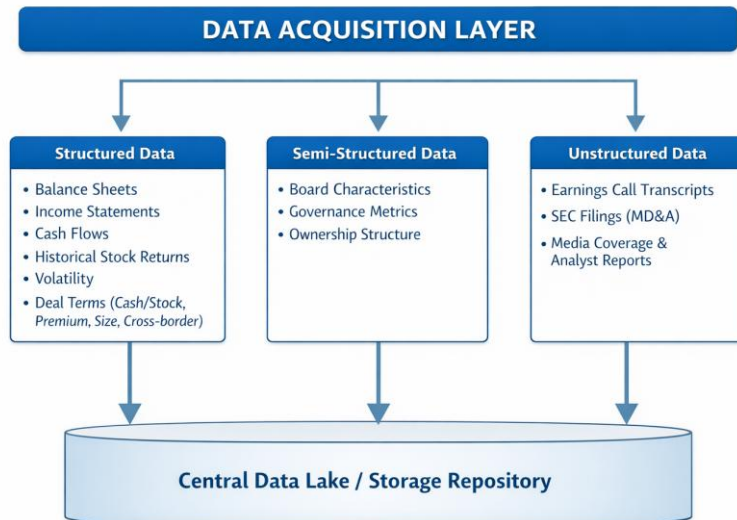 DATA ACQUISITION LAYER
Structured Data
• Balance Sheets
• Income Statements
• Cash Flows
• Historical Stock Returns
• Volatility
• Deal Terms (Cash/Stock,
Premium, Size, Cross-border)
Semi-Structured Data
• Board Characteristics
• Governance Metrics
• Ownership Structure
Unstructured Data
• Earnings Call Transcripts
• SEC Filings (MD&A)
• Media Coverage &
Analyst Reports
Central Data Lake / Storage Repository